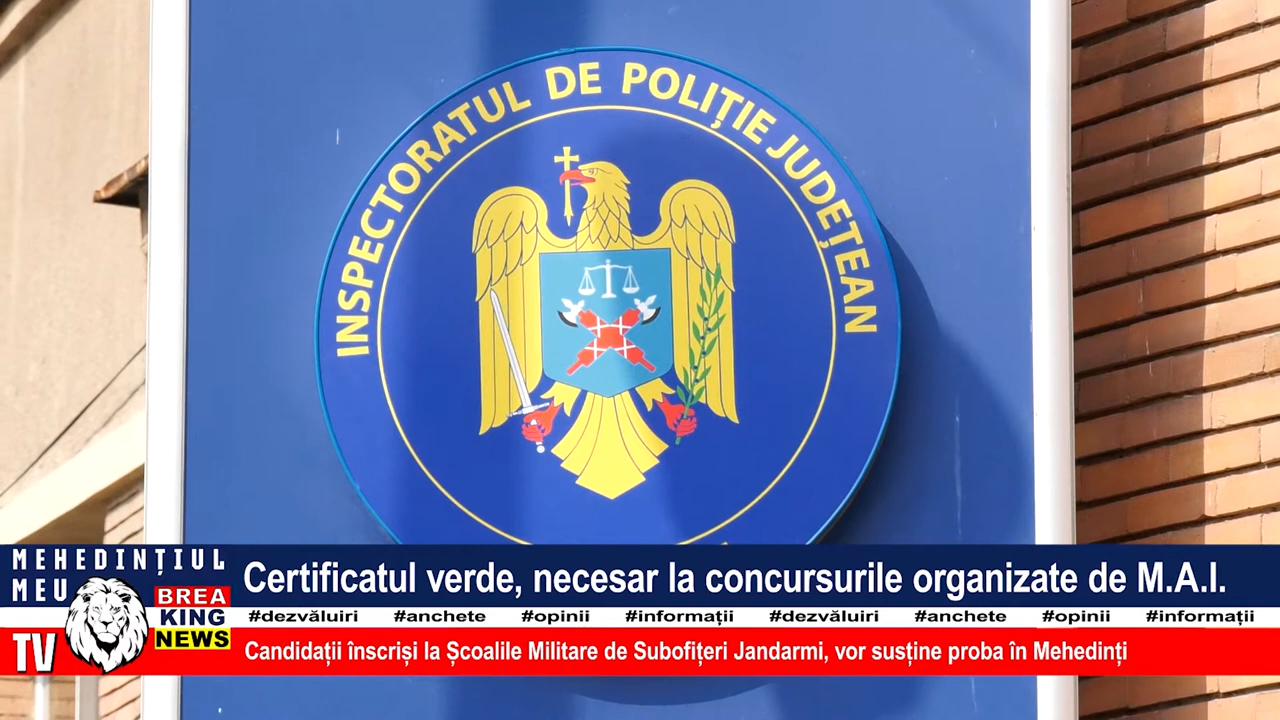 INSPECTORATUL DE POLIȚIE JUDEȚEAN
MEHEDINȚIUL
MEU
TV
BREA
KING
NEWS
Certificatul verde, necesar la concursurile organizate de M.A.I.
#dezvăluiri #anchete #opinii #informații #dezvăluiri #anchete #opinii #informații
Candidații înscriși la Școalile Militare de Subofițeri Jandarmi, vor susține proba în Mehedinți